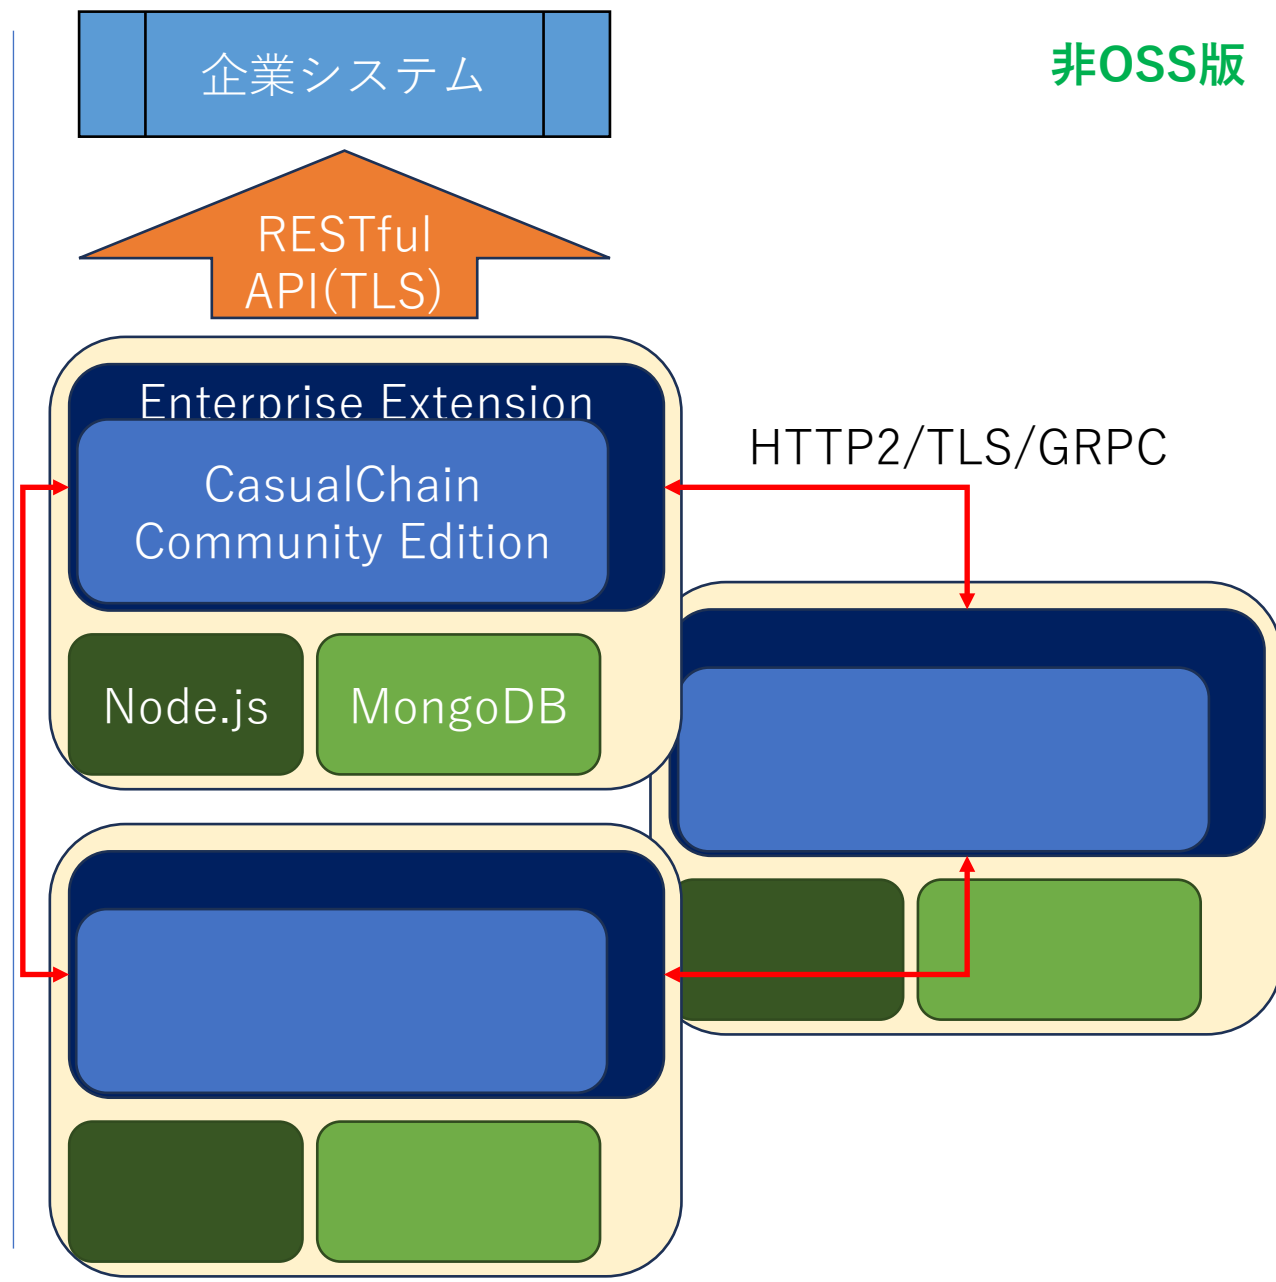 企業システム
非OSS版
RESTful
API(TLS)
Enterprise Extension
CasualChain
Community Edition
HTTP2/TLS/GRPC
Node.js
MongoDB